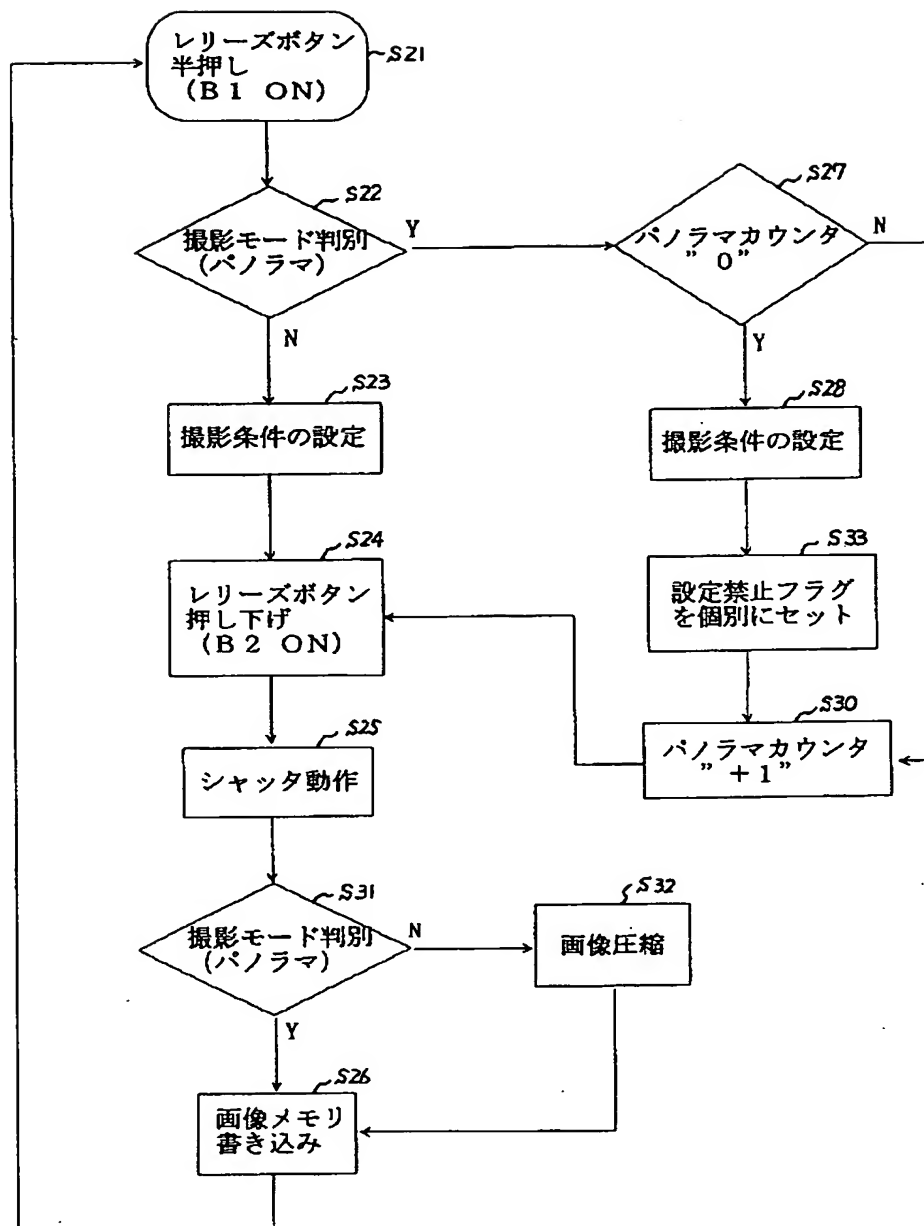 レリーズボタン
半押し
(B1 ON)
S21
S22
撮影モード判別
(パノラマ)
Y
N
S27
パノラマカウンタ
"0"
N
Y
S23
撮影条件の設定
S28
撮影条件の設定
S24
レリーズボタン
押し下げ
(B2 ON)
S33
設定禁止フラグ
を個別にセット
S25
シャッタ動作
S30
パノラマカウンタ
"+1"
S31
撮影モード判別
(パノラマ)
N
Y
S32
画像圧縮
S26
画像メモリ
書き込み